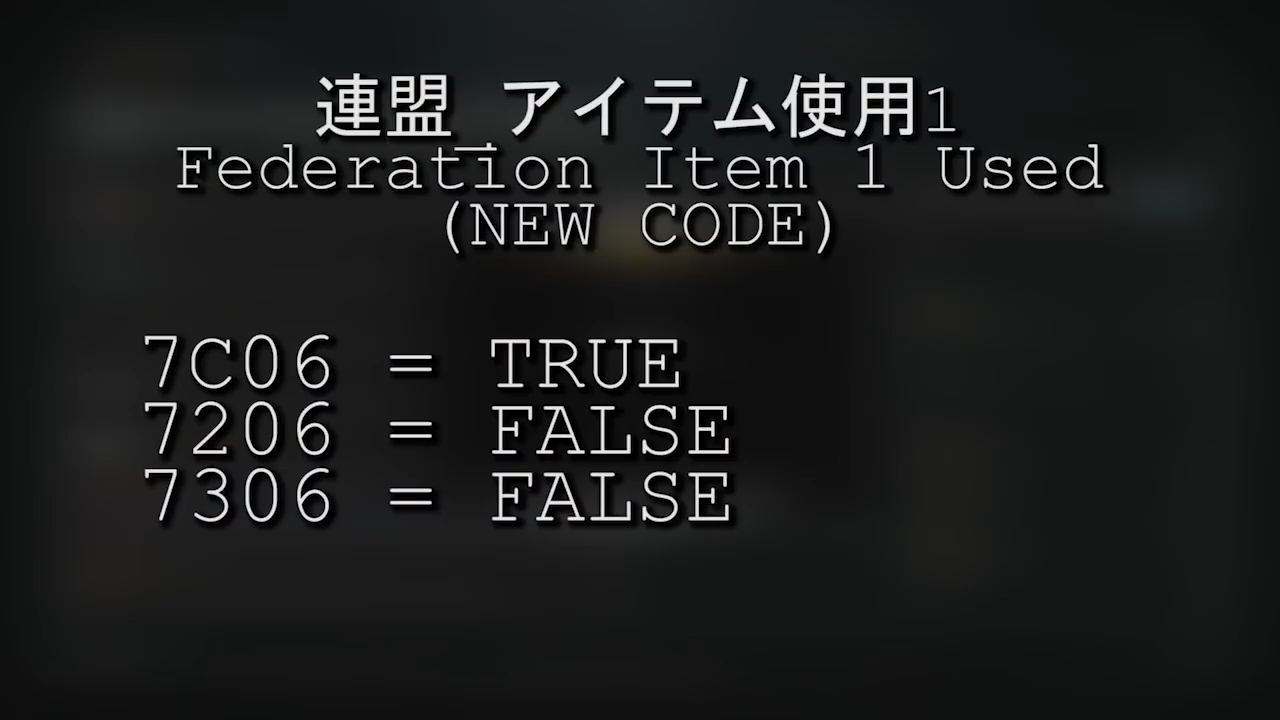 連盟_アイテム使用1
Federation Item 1 Used
(NEW CODE)
7C06 = TRUE
7206 = FALSE
7306 = FALSE